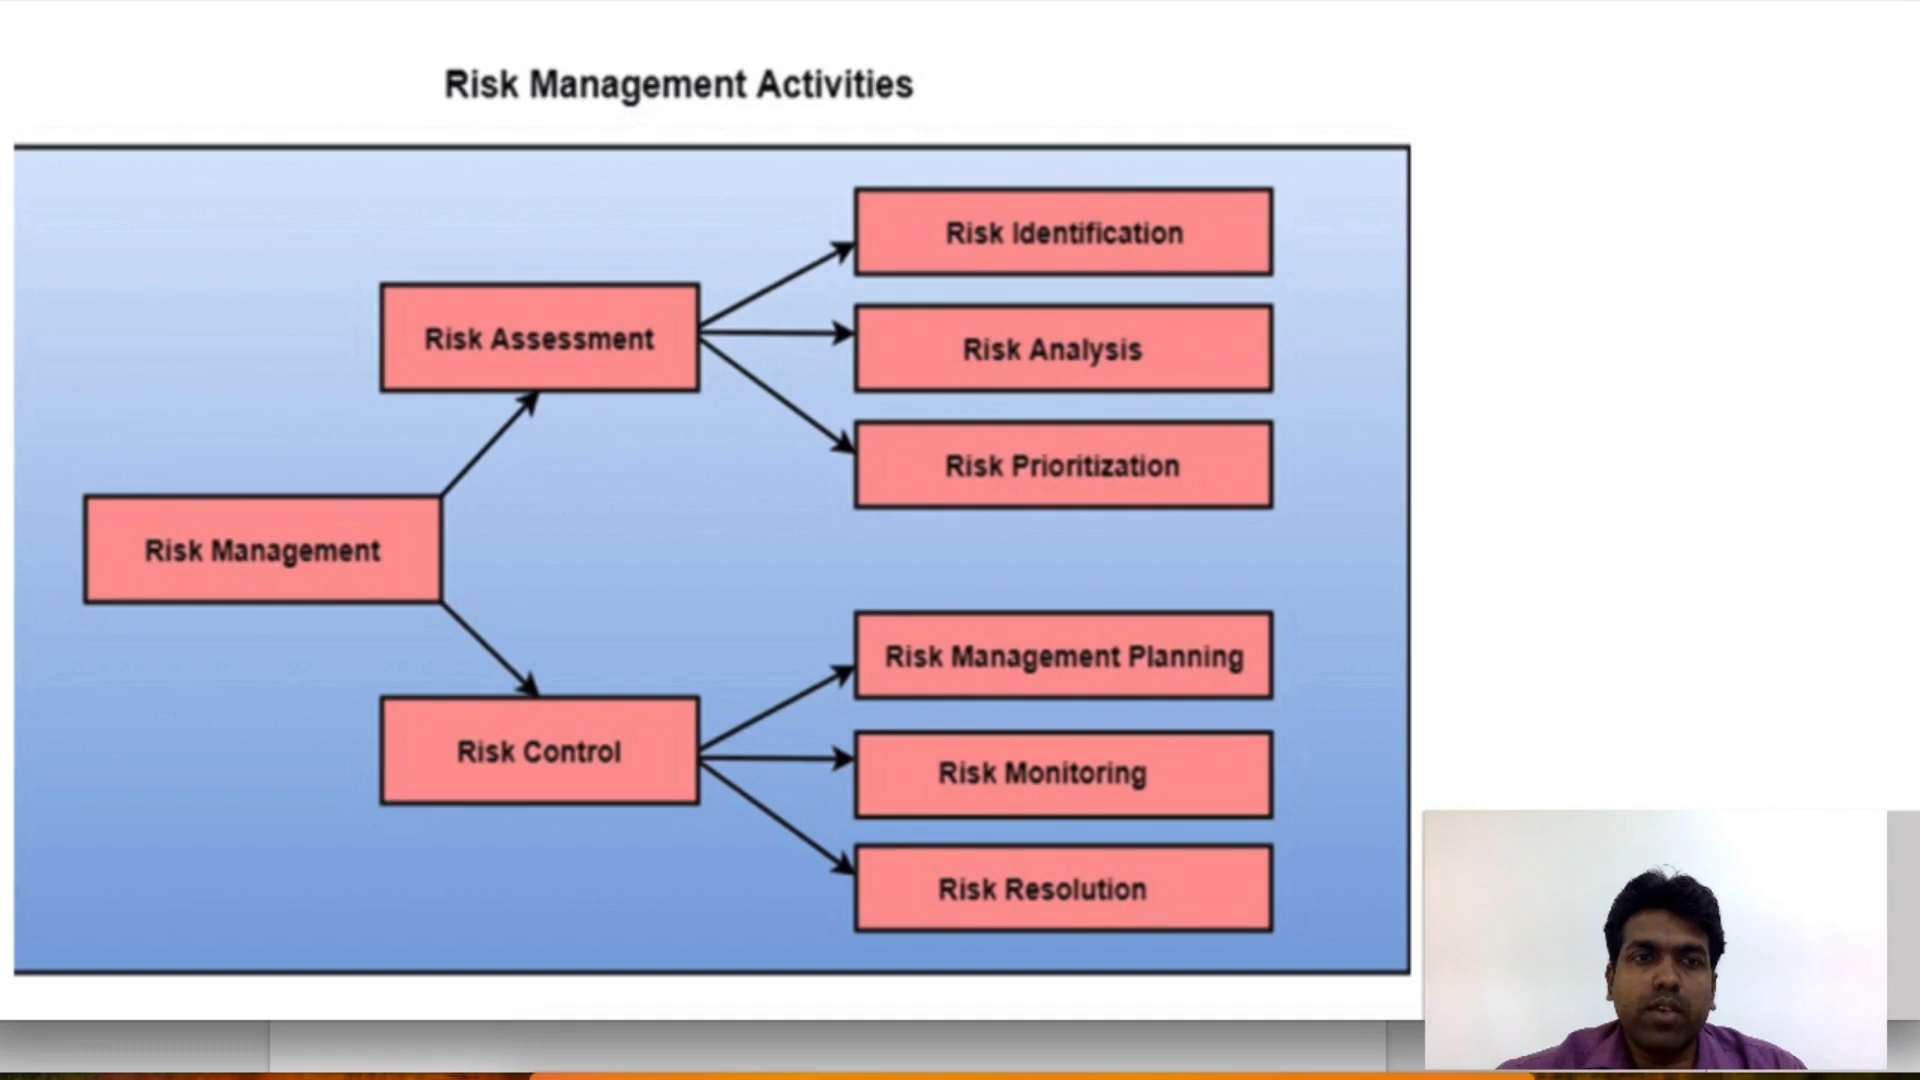 Risk Management Activities
Risk Identification
Risk Assessment
Risk Analysis
Risk Prioritization
Risk Management
Risk Management Planning
Risk Control
Risk Monitoring
Risk Resolution